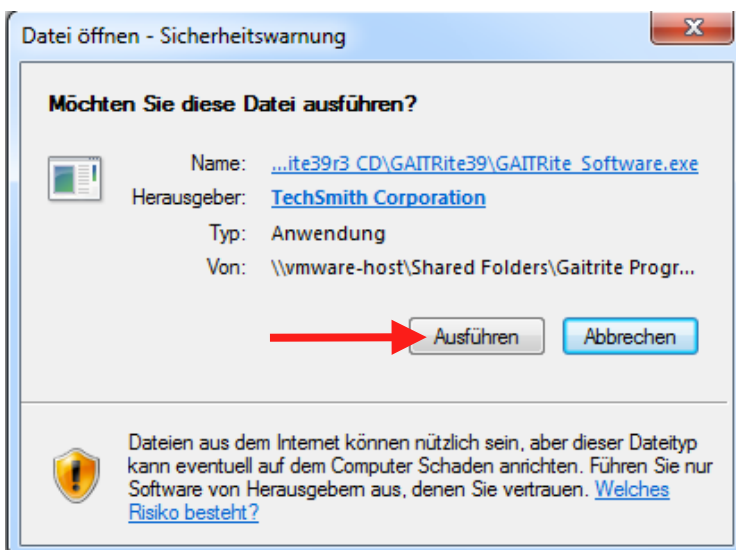 Datei öffnen - Sicherheitswarnung
Möchten Sie diese Datei ausführen?
Name: ...ite39r3 CD\GAITRite39\GAITRite Software.exe
Herausgeber: TechSmith Corporation
Typ: Anwendung
Von: \\vmware-host\Shared Folders\Gaitrite Progr...
Ausführen Abbrechen
Dateien aus dem Internet können nützlich sein, aber dieser Dateityp
kann eventuell auf dem Computer Schaden anrichten. Führen Sie nur
Software von Herausgebern aus, denen Sie vertrauen. Welches
Risiko besteht?